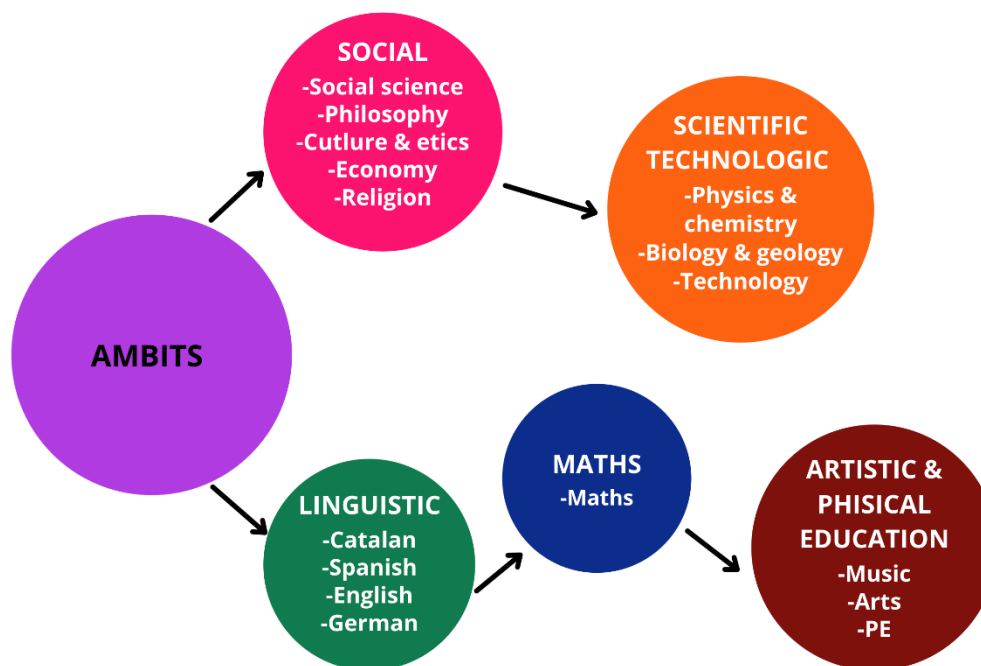 AMBITS
SOCIAL
-Social science
-Philosophy
-Cutlure & etics
-Economy
-Religion
SCIENTIFIC
TECHNOLOGIC
-Physics &
chemistry
-Biology & geology
-Technology
LINGUISTIC
-Catalan
-Spanish
-English
-German
MATHS
-Maths
ARTISTIC &
PHISICAL
EDUCATION
-Music
-Arts
-PE